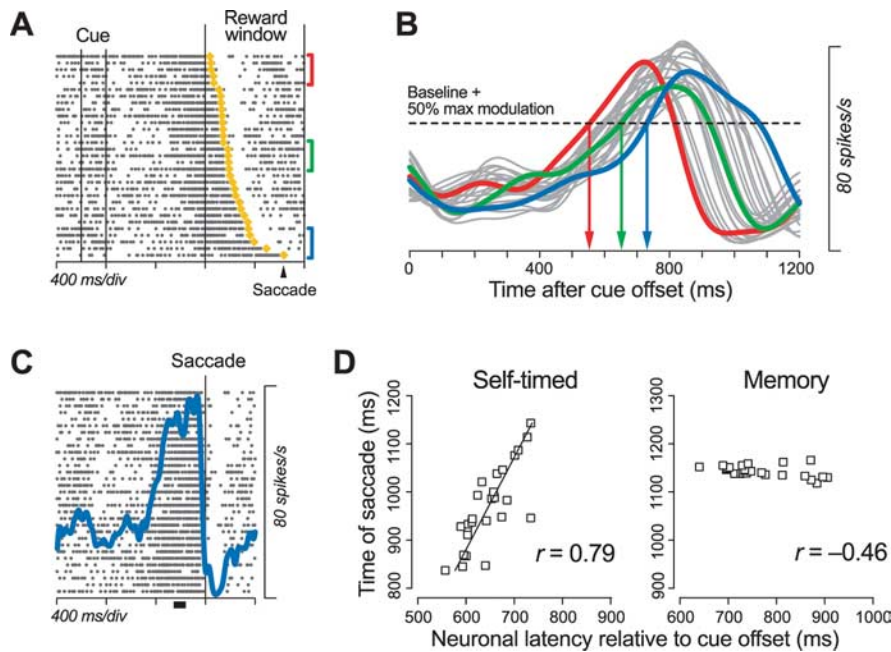 A
Cue
Reward
window
400 ms/div
Saccade
B
Baseline +
50% max modulation
80 spikes/s
0 400 800 1200
Time after cue offset (ms)
C
Saccade
80 spikes/s
400 ms/div
D
Self-timed
Time of saccade (ms)
800 900 1000 1100 1200
r = 0.79
500 600 700 800 900
Memory
900 1000 1100 1200 1300
r = –0.46
600 700 800 900 1000
Neuronal latency relative to cue offset (ms)